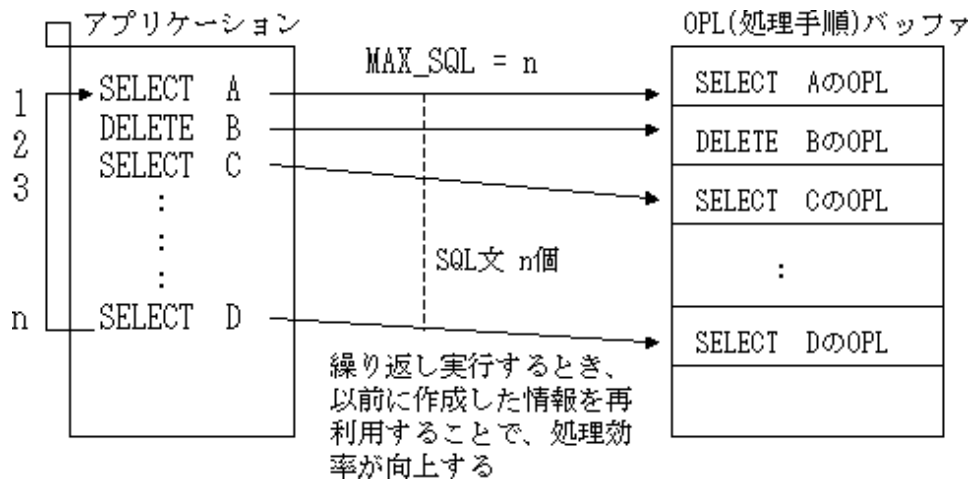 アプリケーション
OPL(処理手順)バッファ
MAX_SQL = n
1
2
3
n
SELECT A
DELETE B
SELECT C
:
:
:
SELECT D
SELECT AのOPL
DELETE BのOPL
SELECT CのOPL
:
SELECT DのOPL
SQL文 n個
繰り返し実行するとき、
以前に作成した情報を再
利用することで、処理効
率が向上する